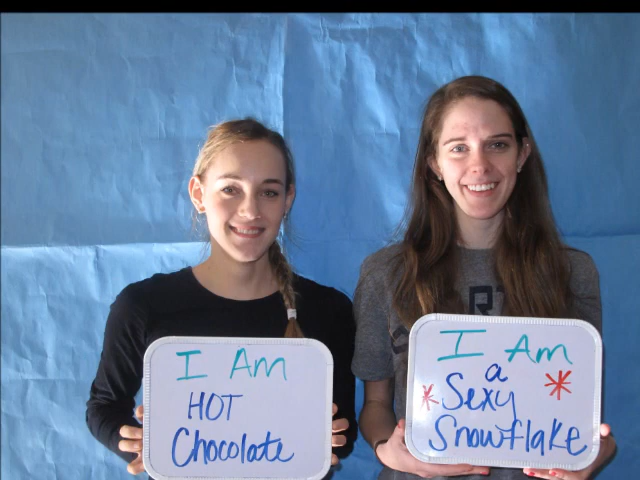 I Am
HOT
Chocolate
I Am
a
Sexy
Snowflake